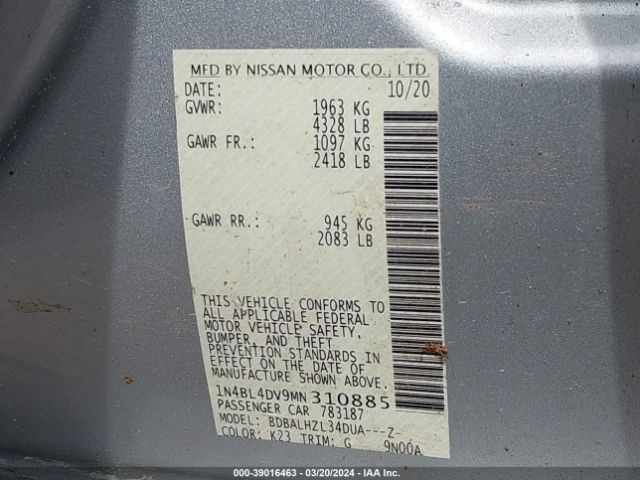 MFD BY NISSAN MOTOR CO., LTD.
DATE: 10/20
GVWR: 1963 KG
4328 LB
GAWR FR.: 1097 KG
2418 LB
GAWR RR.: 945 KG
2083 LB
THIS VEHICLE CONFORMS TO
ALL APPLICABLE FEDERAL
MOTOR VEHICLE SAFETY,
BUMPER, AND THEFT
PREVENTION STANDARDS IN
EFFECT ON THE DATE OF
MANUFACTURE SHOWN ABOVE.
1N4BL4DV9MN310885
PASSENGER CAR 783187
MODEL: BDBALHZL34DUA---Z-
COLOR: K23 TRIM: G 9N00A
000-39016463 — 03/20/2024 — IAA Inc.